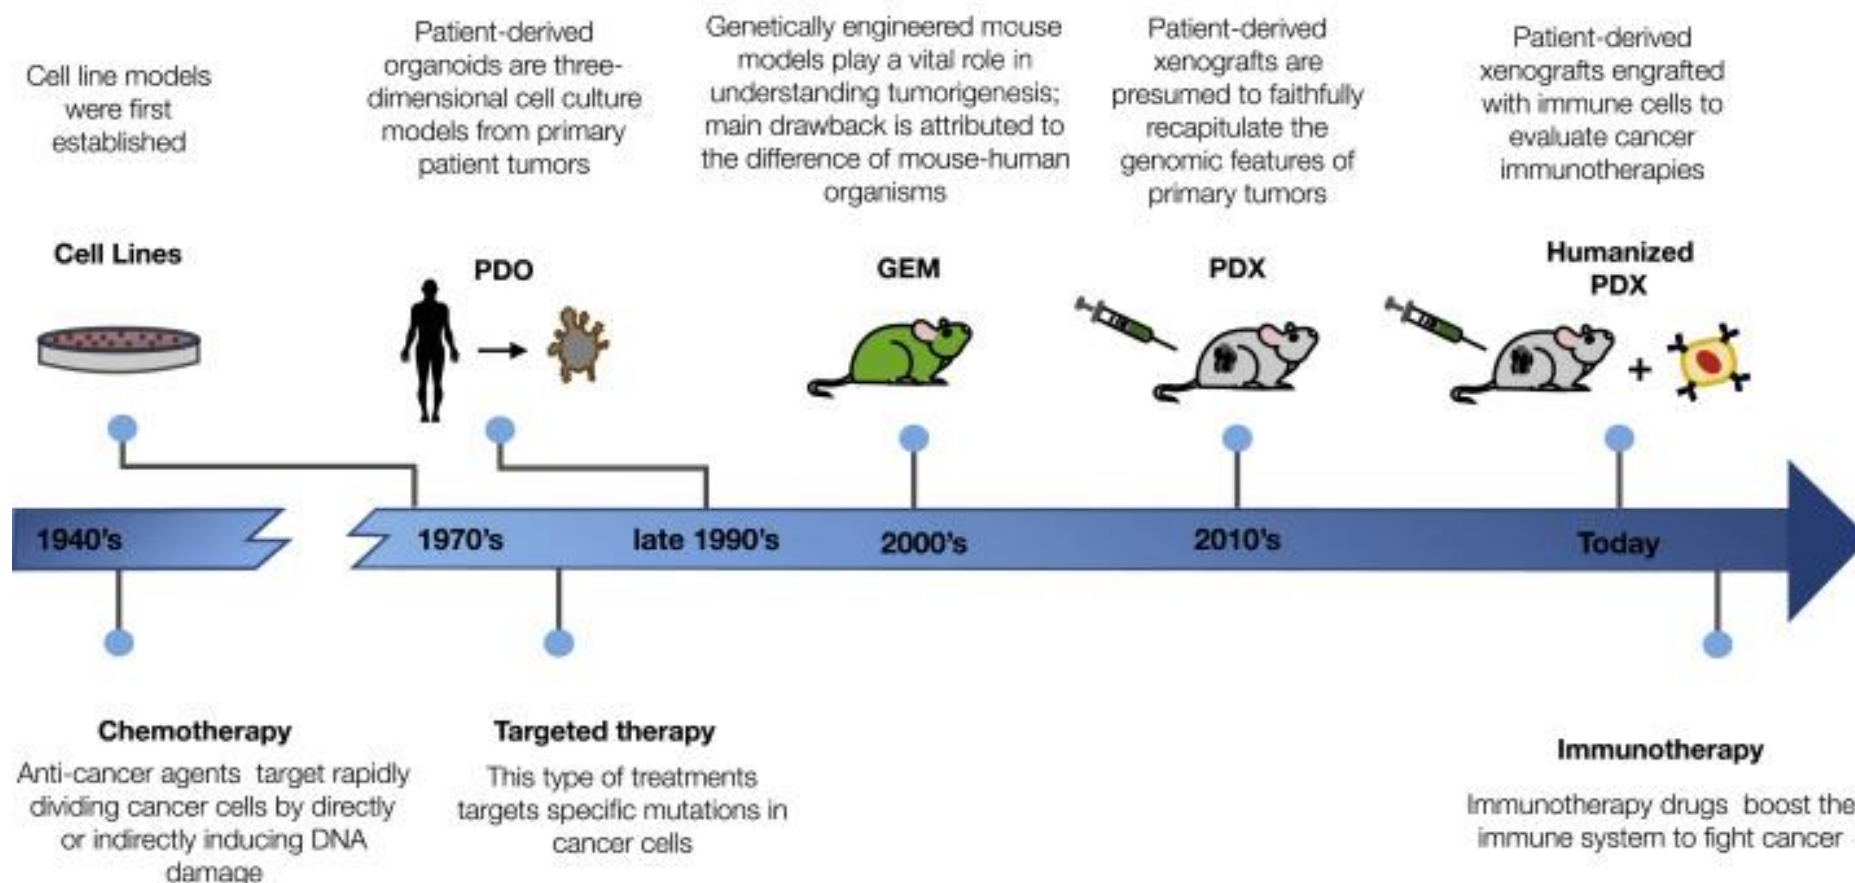 Cell line models
were first
established
Patient-derived
organoids are three-
dimensional cell culture
models from primary
patient tumors
Genetically engineered mouse
models play a vital role in
understanding tumorigenesis;
main drawback is attributed to
the difference of mouse-human
organisms
Patient-derived
xenografts are
presumed to faithfully
recapitulate the
genomic features of
primary tumors
Patient-derived
xenografts engrafted
with immune cells to
evaluate cancer
immunotherapies
Cell Lines
PDO
GEM
PDX
Humanized
PDX
1940's
1970's
late 1990's
2000's
2010's
Today
Chemotherapy
Anti-cancer agents target rapidly
dividing cancer cells by directly
or indirectly inducing DNA
damage
Targeted therapy
This type of treatments
targets specific mutations in
cancer cells
Immunotherapy
Immunotherapy drugs boost the
immune system to fight cancer